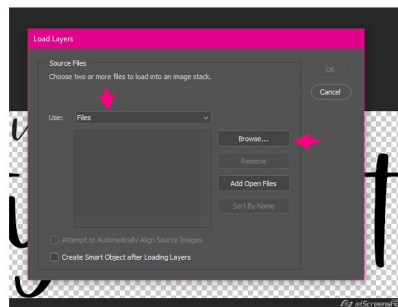 Load Layers
Source Files
Choose two or more files to load into an image stack.
OK
Cancel
Use: Files
Browse...
Remove
Add Open Files
Sort By Name
Attempt to Automatically Align Source Images
Create Smart Object after Loading Layers